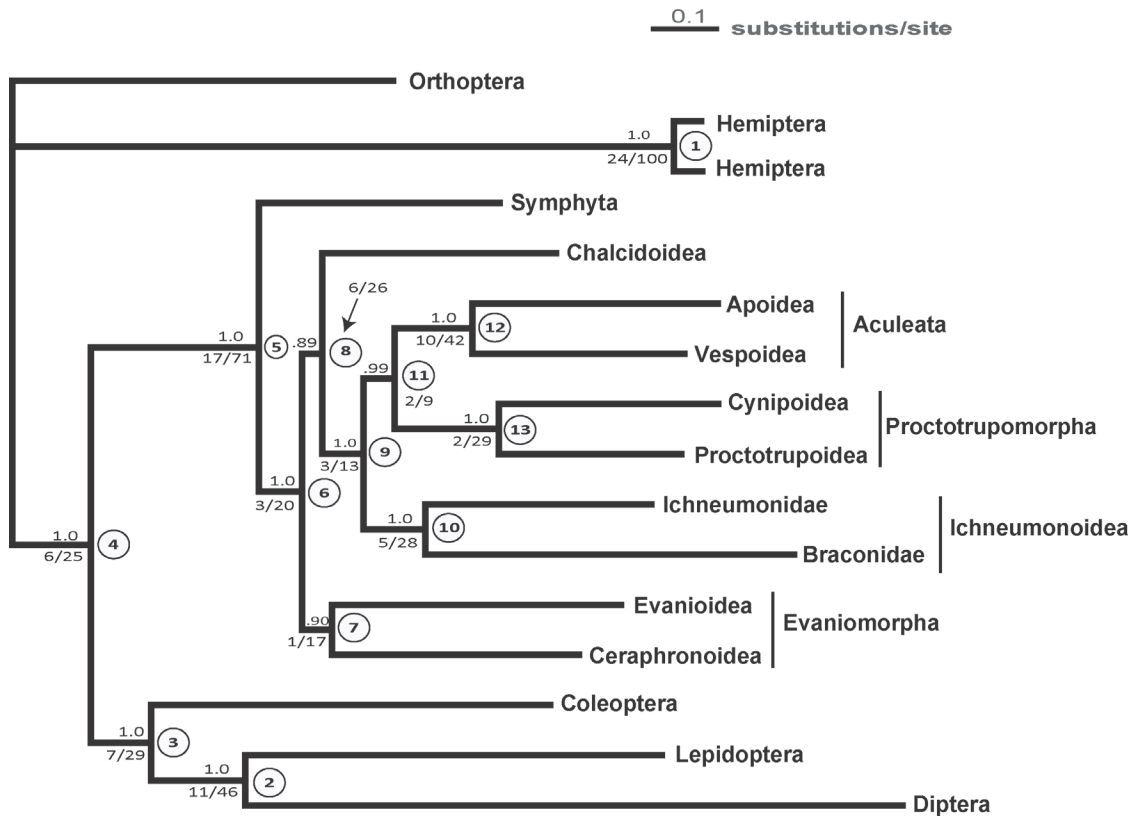 0.1
substitutions/site
Orthoptera
Hemiptera
1.0
1
24/100
Hemiptera
Symphyta
Chalcidoidea
6/26
Apoidea
1.0
12
Aculeata
10/42
Vespoidea
1.0
5
17/71
.89
8
.99
11
2/9
Cynipoidea
1.0
13
Proctotrupomorpha
2/29
Proctotrupoidea
1.0
9
3/13
1.0
6
3/20
Ichneumonidae
1.0
10
Ichneumonoidea
5/28
Braconidae
1.0
4
6/25
Evanioidea
.90
7
Evaniomorpha
1/17
Ceraphronoidea
Coleoptera
1.0
3
7/29
Lepidoptera
1.0
2
11/46
Diptera